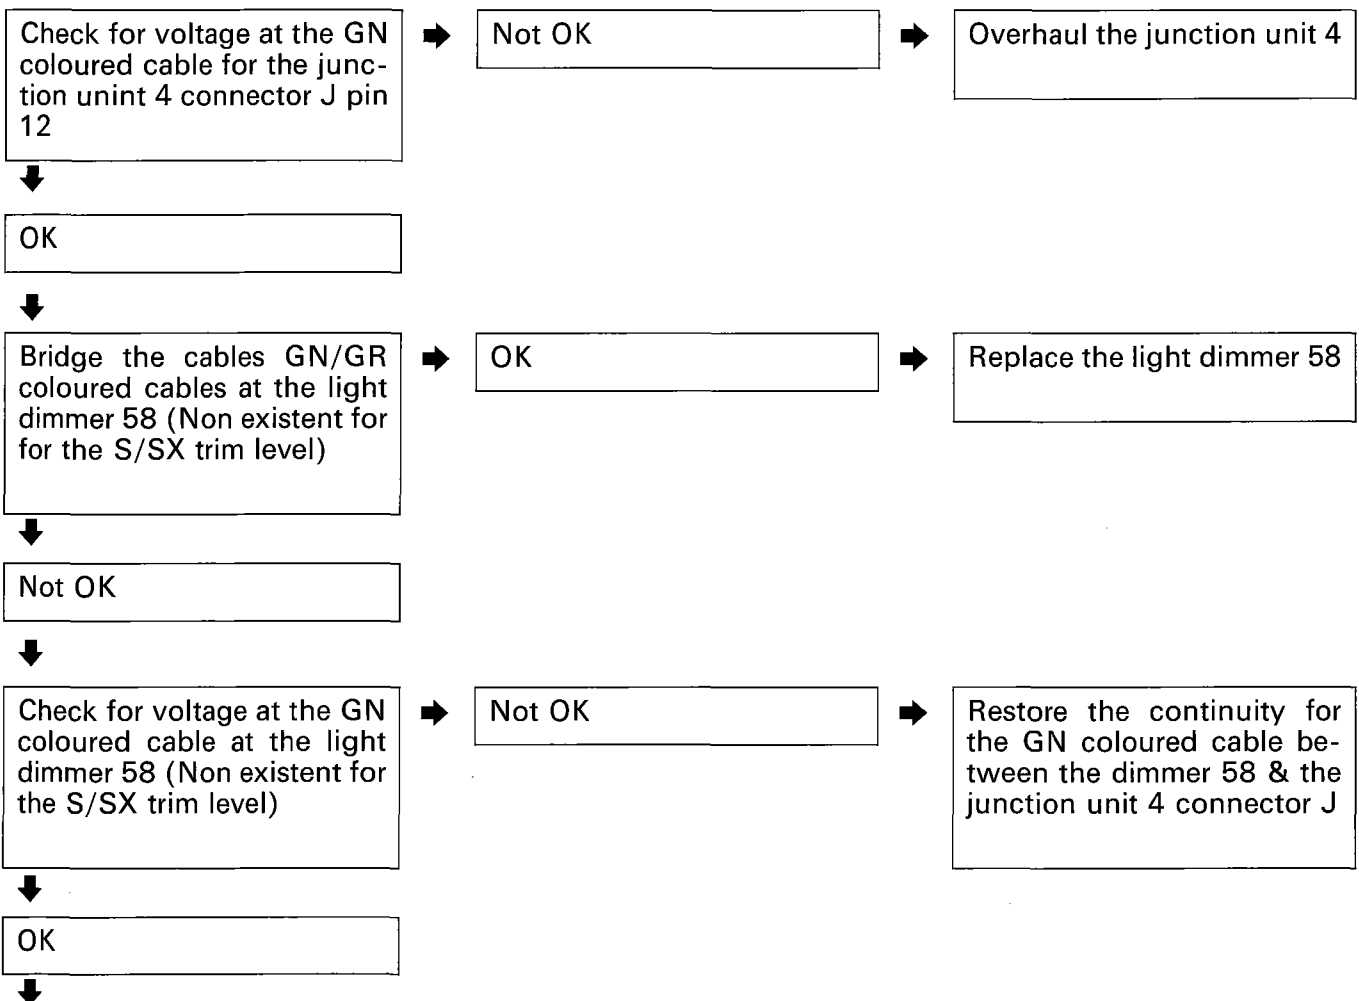 Check for voltage at the GN
coloured cable for the junc-
tion unint 4 connector J pin
12
Not OK
Overhaul the junction unit 4
OK
Bridge the cables GN/GR
coloured cables at the light
dimmer 58 (Non existent for
for the S/SX trim level)
OK
Replace the light dimmer 58
Not OK
Check for voltage at the GN
coloured cable at the light
dimmer 58 (Non existent for
the S/SX trim level)
Not OK
Restore the continuity for
the GN coloured cable be-
tween the dimmer 58 & the
junction unit 4 connector J
OK